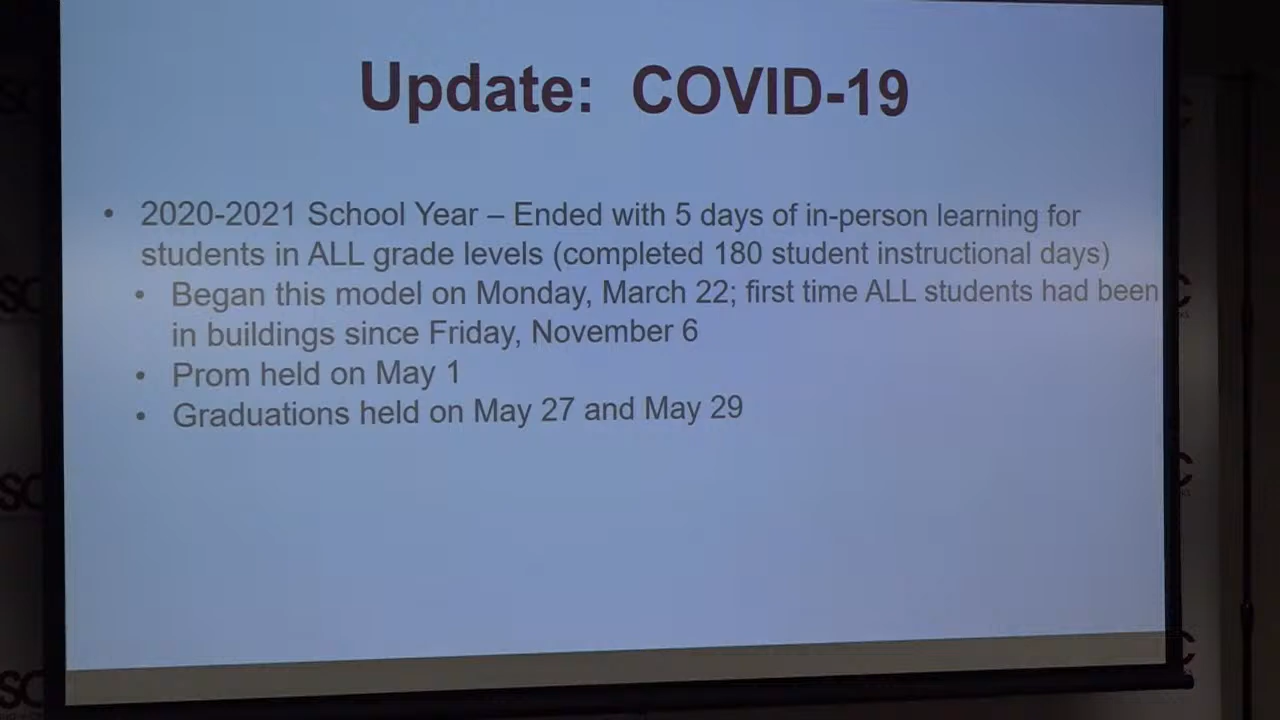 Update: COVID-19
• 2020-2021 School Year – Ended with 5 days of in-person learning for
students in ALL grade levels (completed 180 student instructional days)
• Began this model on Monday, March 22; first time ALL students had been
in buildings since Friday, November 6
• Prom held on May 1
• Graduations held on May 27 and May 29